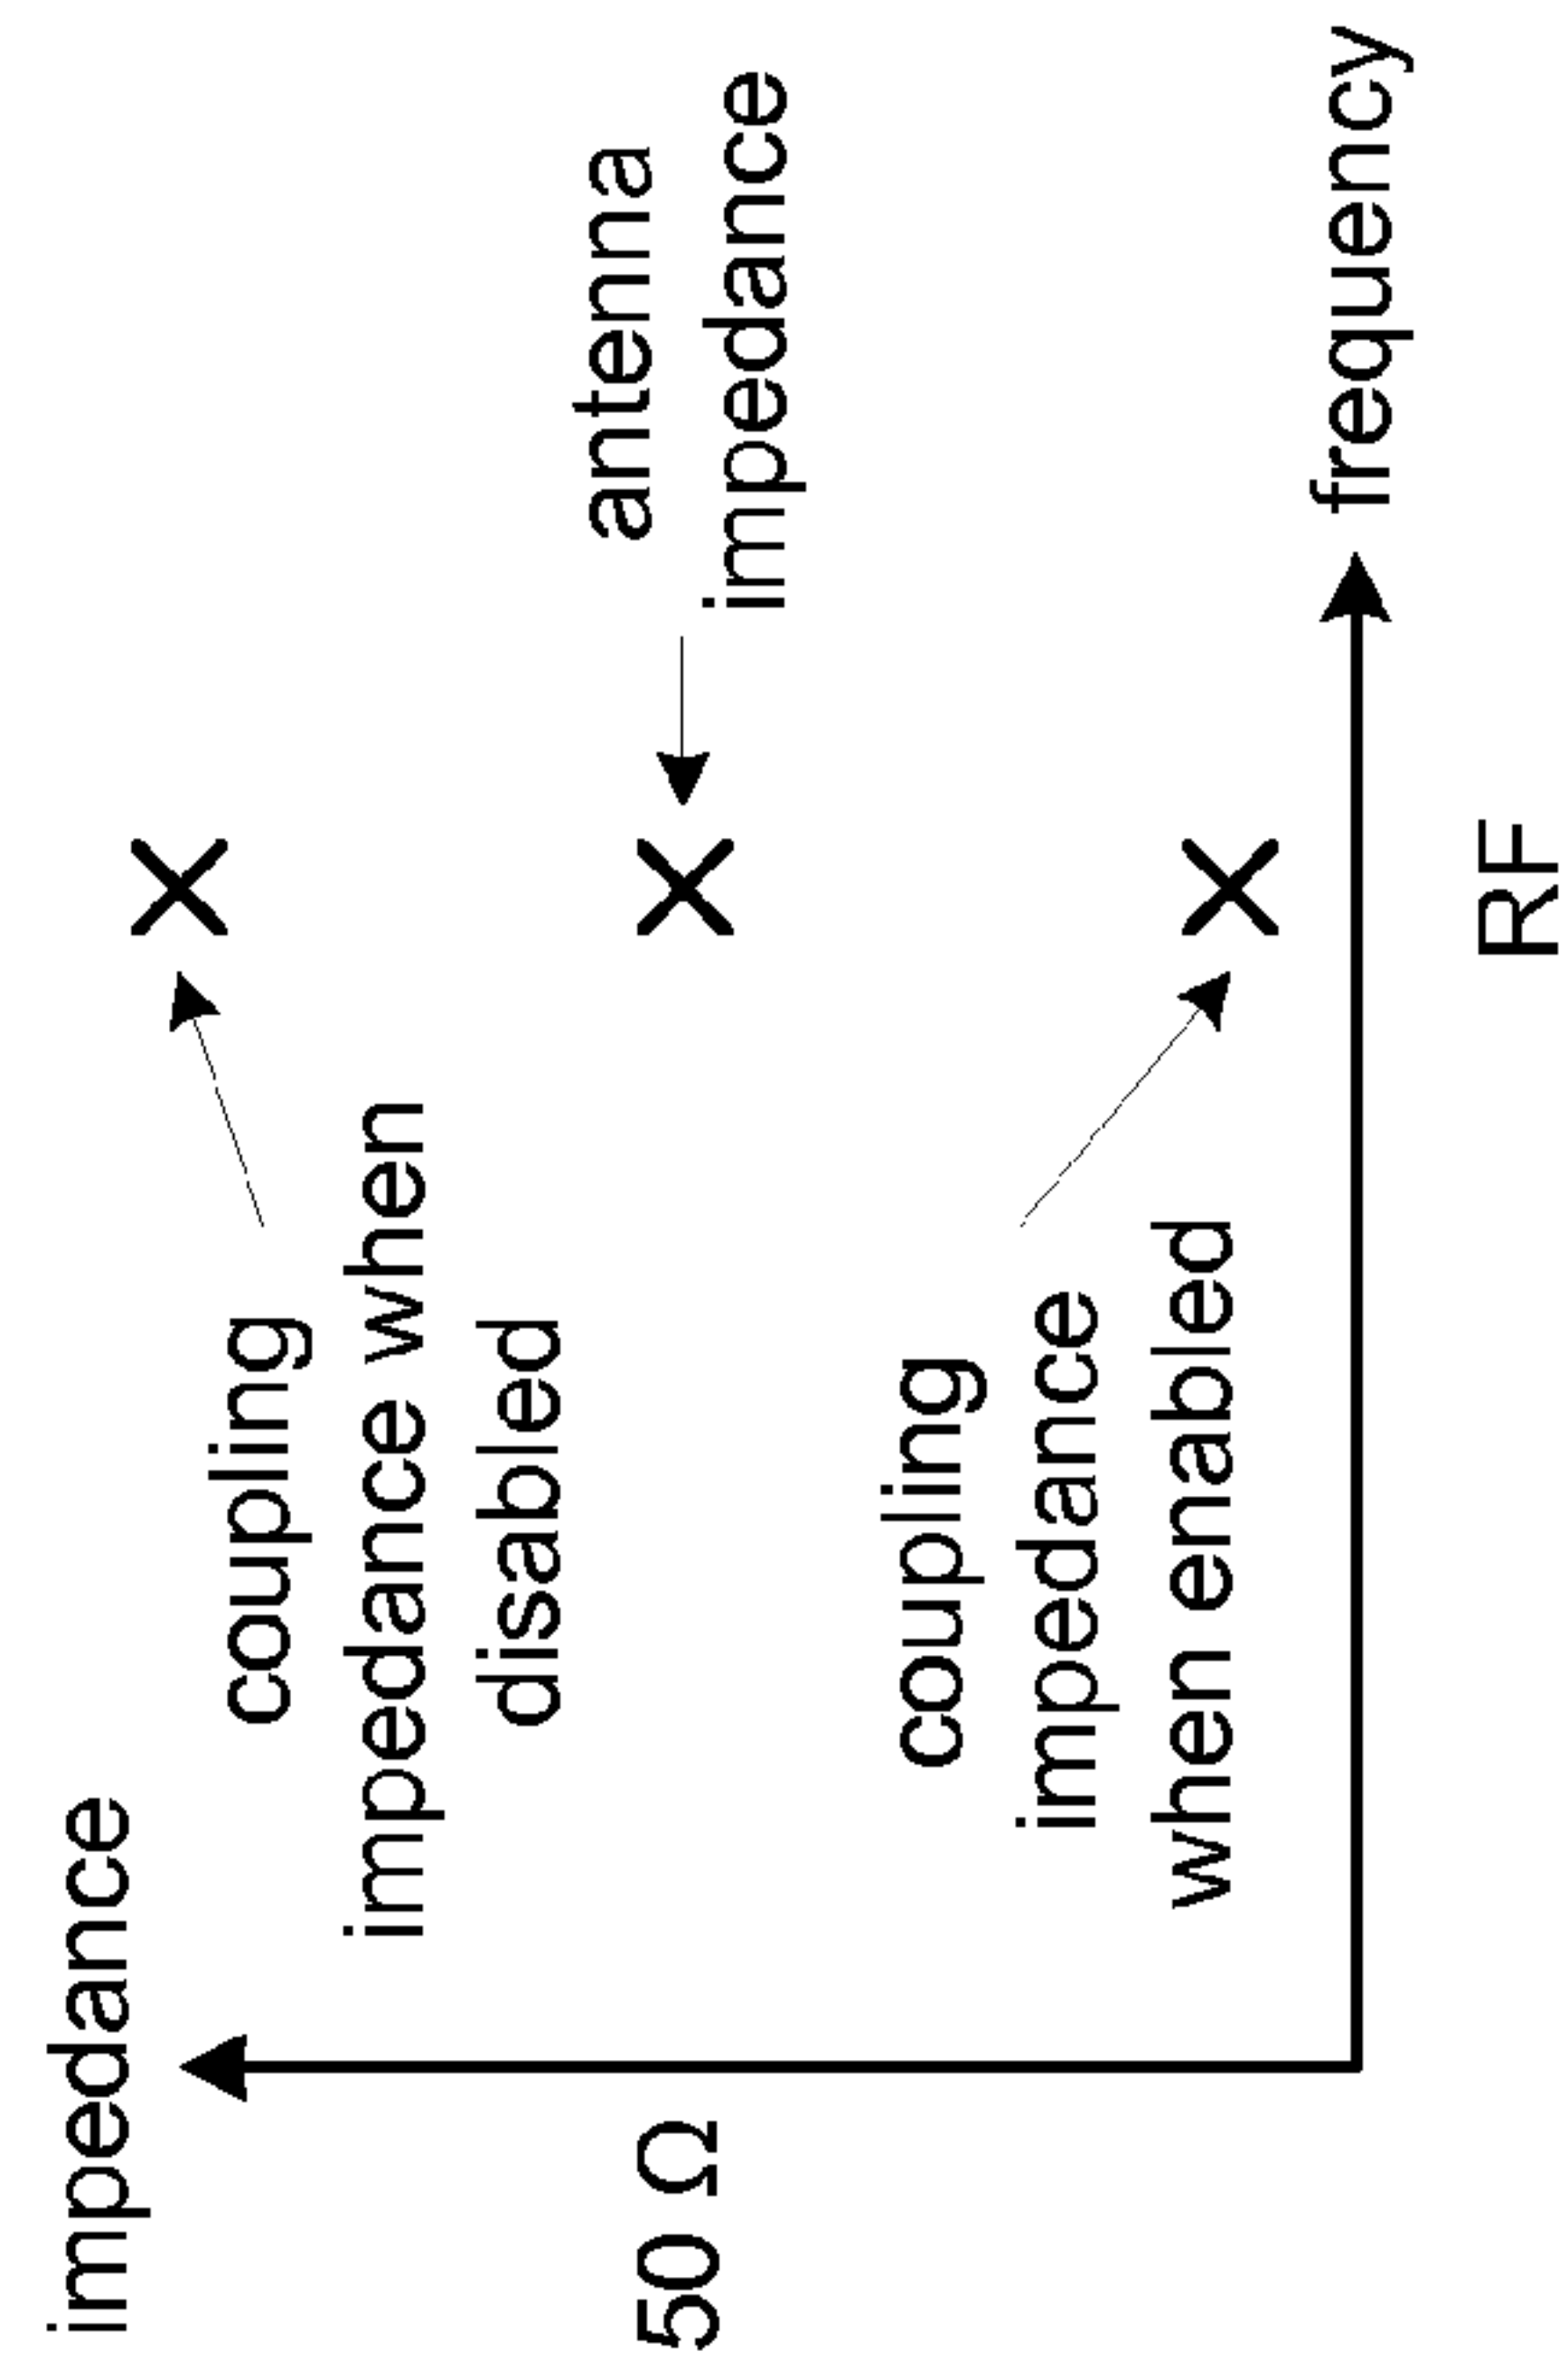 impedance
coupling
impedance when
disabled
antenna
impedance
50 Ω
coupling
impedance
when enabled
frequency
RF